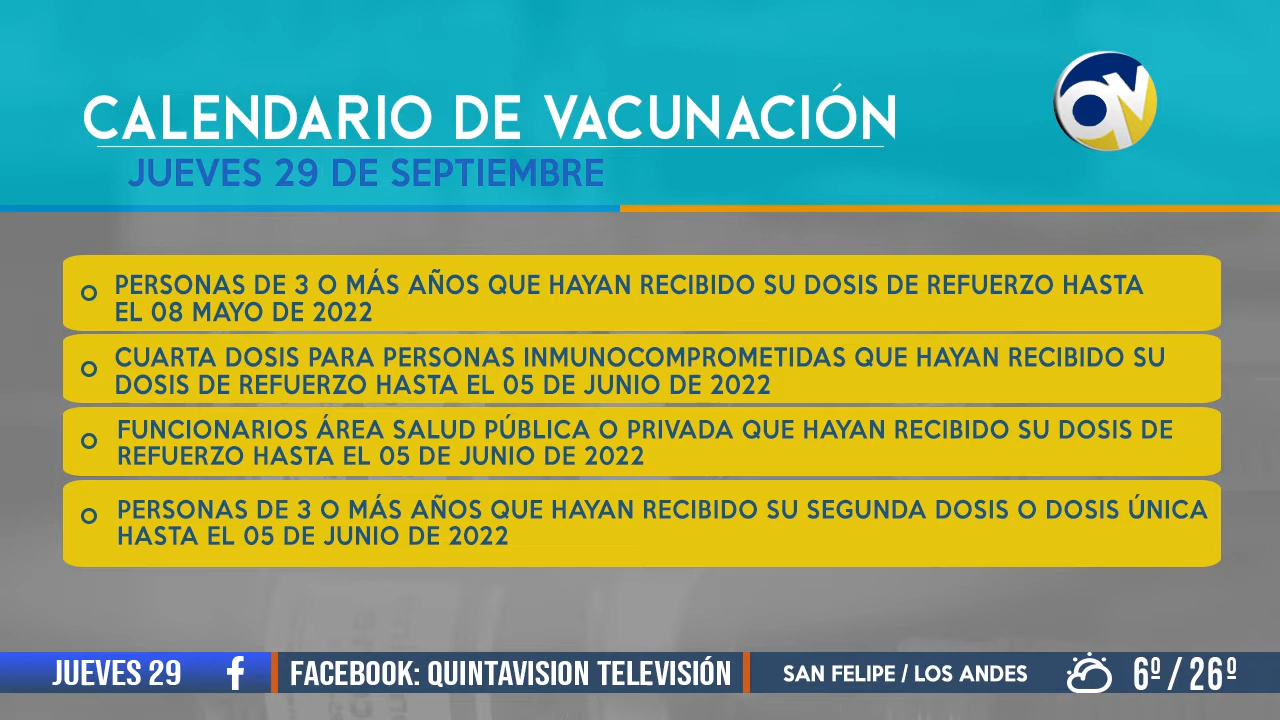 CALENDARIO DE VACUNACIÓN
JUEVES 29 DE SEPTIEMBRE
PERSONAS DE 3 O MÁS AÑOS QUE HAYAN RECIBIDO SU DOSIS DE REFUERZO HASTA
EL 08 MAYO DE 2022
CUARTA DOSIS PARA PERSONAS INMUNOCOMPROMETIDAS QUE HAYAN RECIBIDO SU
DOSIS DE REFUERZO HASTA EL 05 DE JUNIO DE 2022
FUNCIONARIOS ÁREA SALUD PÚBLICA O PRIVADA QUE HAYAN RECIBIDO SU DOSIS DE
REFUERZO HASTA EL 05 DE JUNIO DE 2022
PERSONAS DE 3 O MÁS AÑOS QUE HAYAN RECIBIDO SU SEGUNDA DOSIS O DOSIS ÚNICA
HASTA EL 05 DE JUNIO DE 2022
JUEVES 29 f FACEBOOK: QUINTAVISION TELEVISIÓN SAN FELIPE / LOS ANDES 6º / 26º